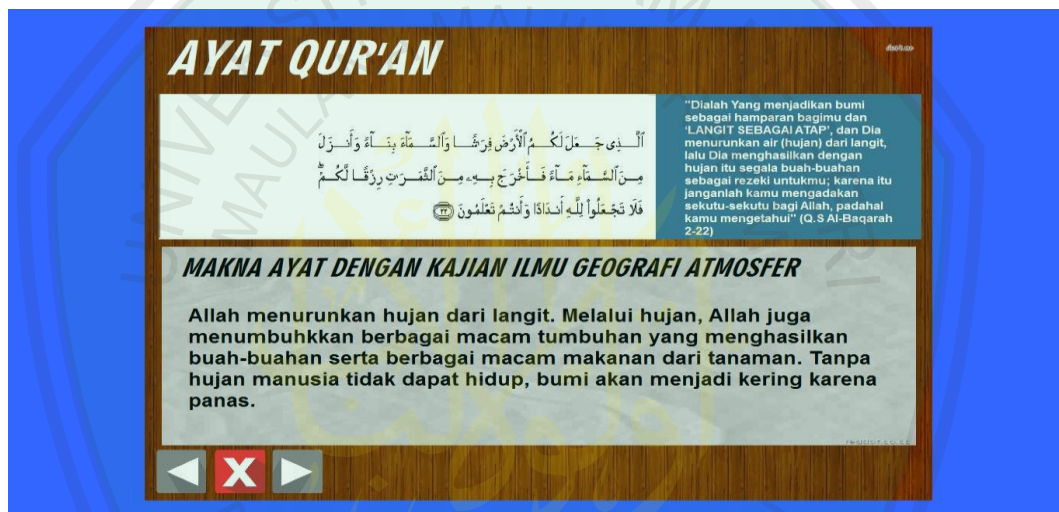 AYAT QUR'AN
ٱلَّذِى جَعَلَ لَكُمُ ٱلْأَرْضَ فِرَٰشًا وَٱلسَّمَآءَ بِنَآءً وَأَنزَلَ
مِنَ ٱلسَّمَآءِ مَآءً فَأَخْرَجَ بِهِۦ مِنَ ٱلثَّمَرَٰتِ رِزْقًا لَّكُمْ ۖ
فَلَا تَجْعَلُوا۟ لِلَّهِ أَندَادًا وَأَنتُمْ تَعْلَمُونَ ٢٢
"Dialah Yang menjadikan bumi
sebagai hamparan bagimu dan
'LANGIT SEBAGAI ATAP', dan Dia
menurunkan air (hujan) dari langit,
lalu Dia menghasilkan dengan
hujan itu segala buah-buahan
sebagai rezeki untukmu; karena itu
janganlah kamu mengadakan
sekutu-sekutu bagi Allah, padahal
kamu mengetahui" (Q.S Al-Baqarah
2-22)
MAKNA AYAT DENGAN KAJIAN ILMU GEOGRAFI ATMOSFER
Allah menurunkan hujan dari langit. Melalui hujan, Allah juga
menumbuhkkan berbagai macam tumbuhan yang menghasilkan
buah-buahan serta berbagai macam makanan dari tanaman. Tanpa
hujan manusia tidak dapat hidup, bumi akan menjadi kering karena
panas.
X